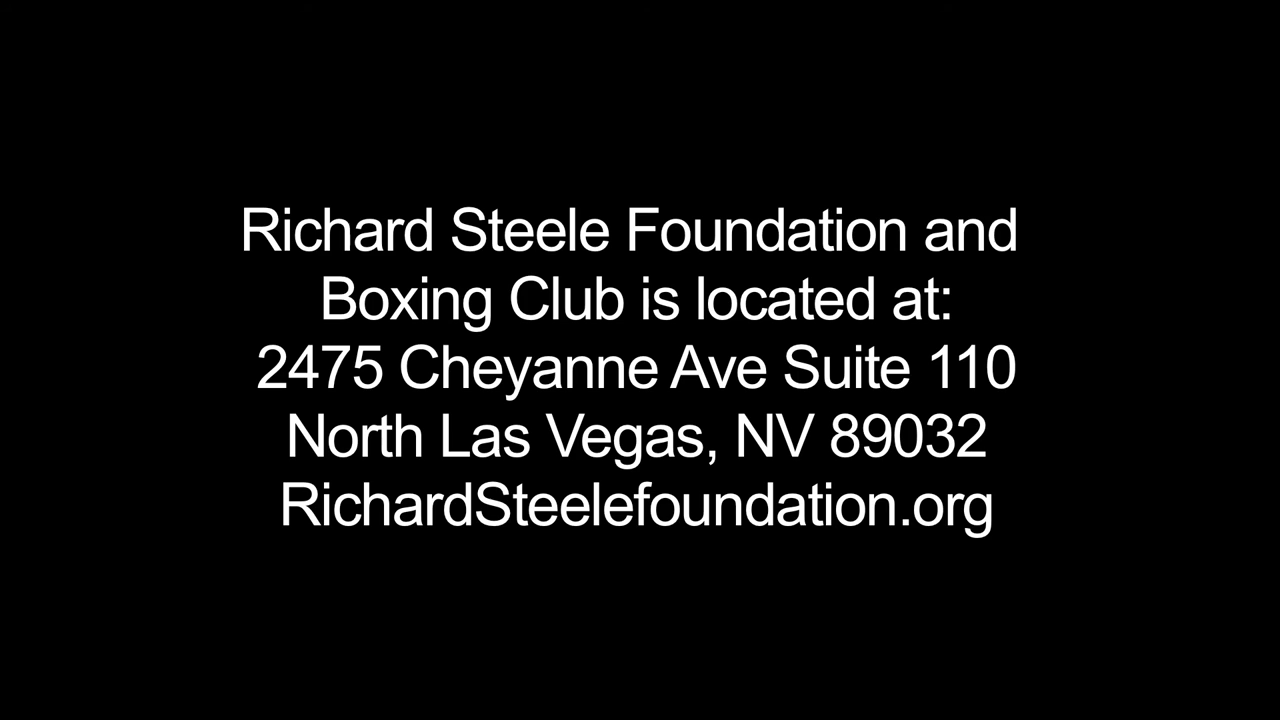 Richard Steele Foundation and
Boxing Club is located at:
2475 Cheyanne Ave Suite 110
North Las Vegas, NV 89032
RichardSteelefoundation.org